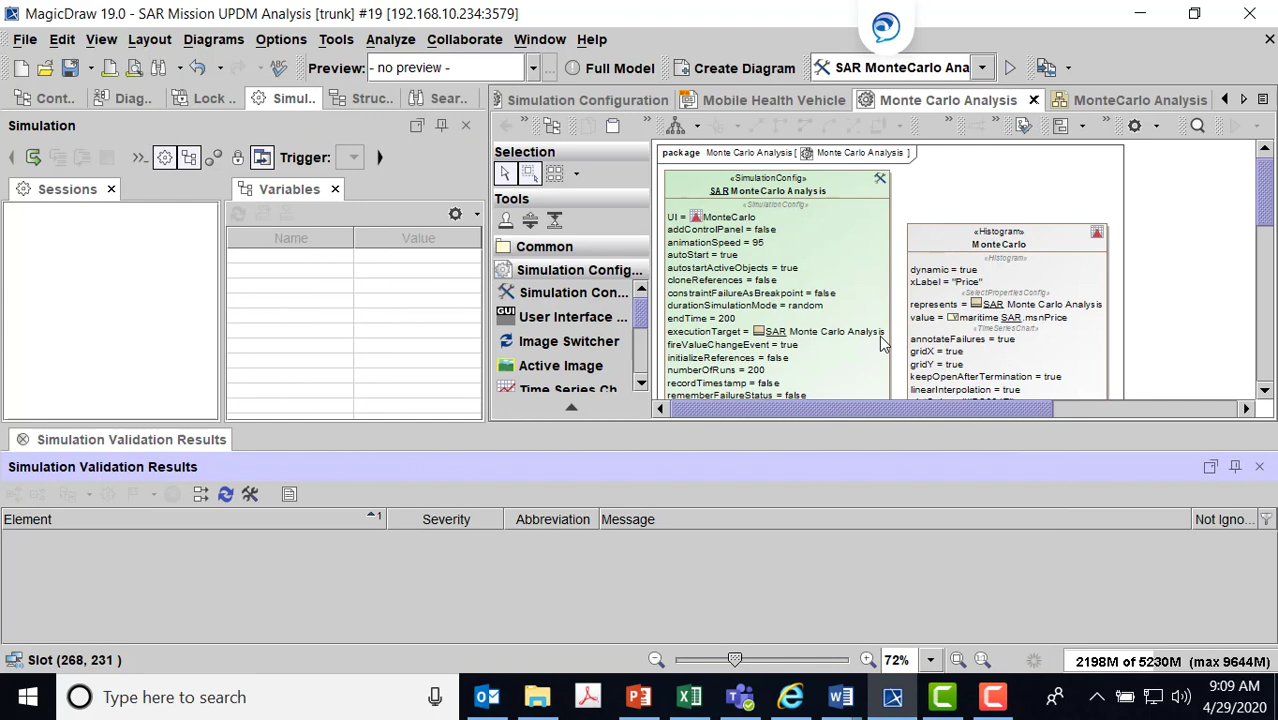 MagicDraw 19.0 - SAR Mission UPDM Analysis [trunk] #19 [192.168.10.234:3579]
File Edit View Layout Diagrams Options Tools Analyze Collaborate Window Help
Preview: - no preview - ... Full Model Create Diagram SAR MonteCarlo Ana
Cont.. Diag.. Lock .. Simul.. Struc.. Sear..
Simulation Configuration Mobile Health Vehicle Monte Carlo Analysis MonteCarlo Analysis
Simulation
Trigger:
Sessions
Variables
Name Value
Selection
Tools
Common
Simulation Config...
Simulation Con...
GUI User Interface ...
Image Switcher
Active Image
Time Series Ch
package Monte Carlo Analysis [ Monte Carlo Analysis ]
«SimulationConfig»
SAR MonteCarlo Analysis
«SimulationConfig»
UI = MonteCarlo
addControlPanel = false
animationSpeed = 95
autoStart = true
autostartActiveObjects = true
cloneReferences = false
constraintFailureAsBreakpoint = false
durationSimulationMode = random
endTime = 200
executionTarget = SAR Monte Carlo Analysis
fireValueChangeEvent = true
initializeReferences = false
numberOfRuns = 200
recordTimestamp = false
rememberFailureStatus = false
«Histogram»
MonteCarlo
«Histogram»
dynamic = true
xLabel = "Price"
«SelectPropertiesConfig»
represents = SAR Monte Carlo Analysis
value = maritime SAR.msnPrice
«TimeSeriesChart»
annotateFailures = true
gridX = true
gridY = true
keepOpenAfterTermination = true
linearInterpolation = true
Simulation Validation Results
Simulation Validation Results
Element 1 Severity Abbreviation Message Not Igno...
Slot (268, 231 )
72%
2198M of 5230M (max 9644M)
Type here to search
9:09 AM
4/29/2020